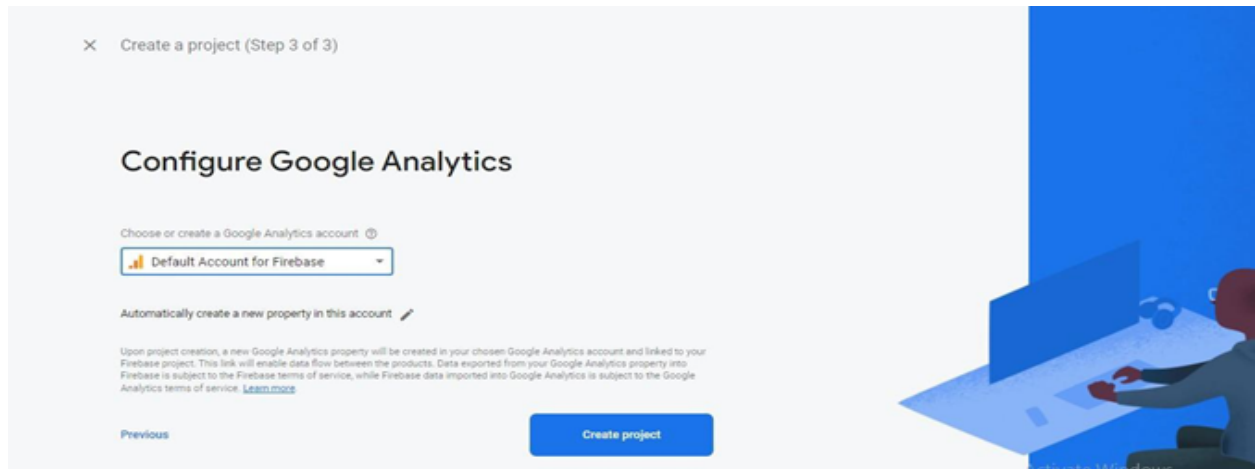 Create a project (Step 3 of 3)
Configure Google Analytics
Choose or create a Google Analytics account
Default Account for Firebase
Automatically create a new property in this account
Upon project creation, a new Google Analytics property will be created in your chosen Google Analytics account and linked to your
Firebase project. This link will enable data flow between the products. Data exported from your Google Analytics property into
Firebase is subject to the Firebase terms of service, while Firebase data imported into Google Analytics is subject to the Google
Analytics terms of service. Learn more.
Previous
Create project
Activate Windows